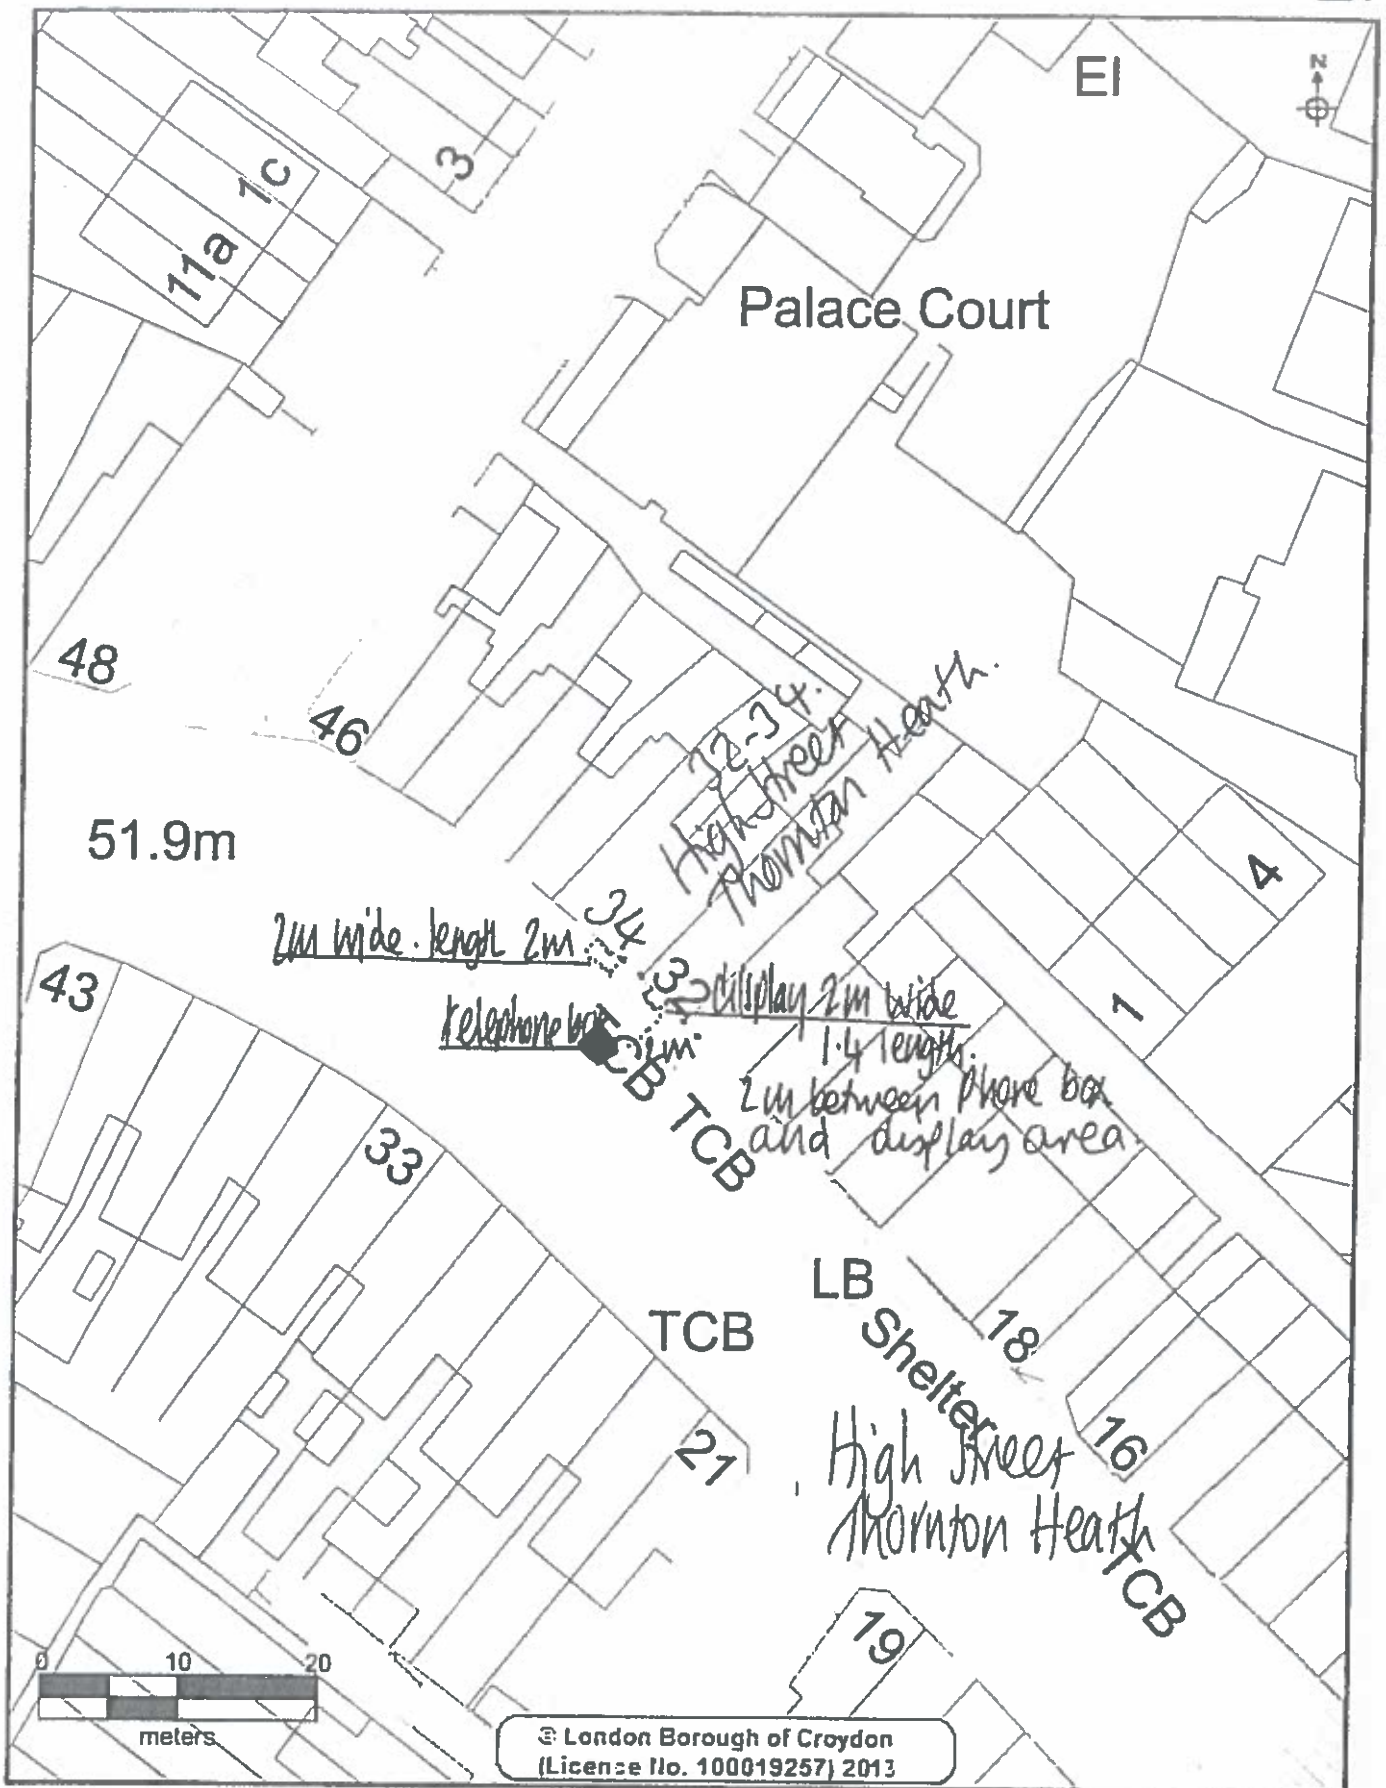 EI
N
3
1c
11a
Palace Court
48
46
32-34.
High Street
Thornton Heath.
51.9m
4
34
2m wide. length 2m
43
32
display 2m wide
1.4 length.
1
telephone box
TCB
2m
2m between phone box
and display area.
TCB
33
LB
TCB
Shelter
18
21
16
High Street
Thornton Heath
TCB
19
0 10 20
meters
© London Borough of Croydon
(Licence No. 100019257) 2013